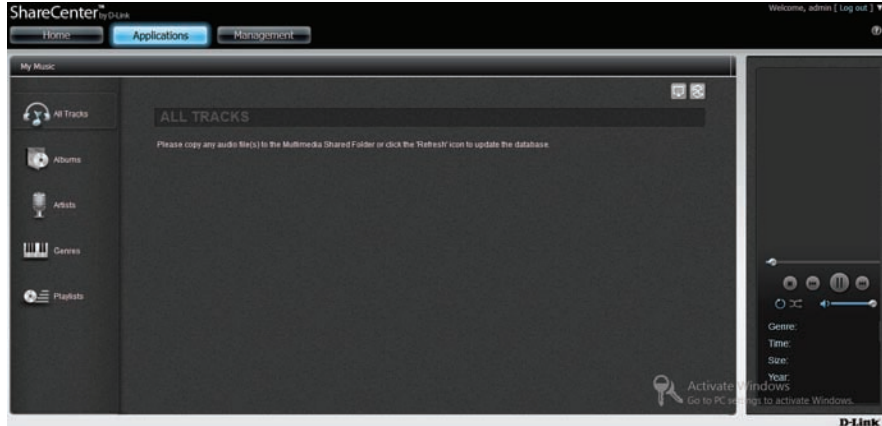 ShareCenter™ by D-Link
Welcome, admin [ Log out ]
Home
Applications
Management
My Music
All Tracks
ALL TRACKS
Please copy any audio file(s) to the Multimedia Shared Folder or click the 'Refresh' icon to update the database
Albums
Artists
Genres
Playlists
Genre:
Time:
Size:
Year:
Activate Windows
Go to PC settings to activate Windows.
D-Link